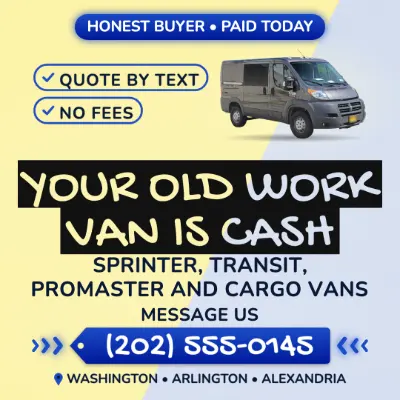 HONEST BUYER • PAID TODAY
QUOTE BY TEXT
NO FEES
YOUR OLD WORK
VAN IS CASH
SPRINTER, TRANSIT,
PROMASTER AND CARGO VANS
MESSAGE US
(202) 555-0145
WASHINGTON • ARLINGTON • ALEXANDRIA